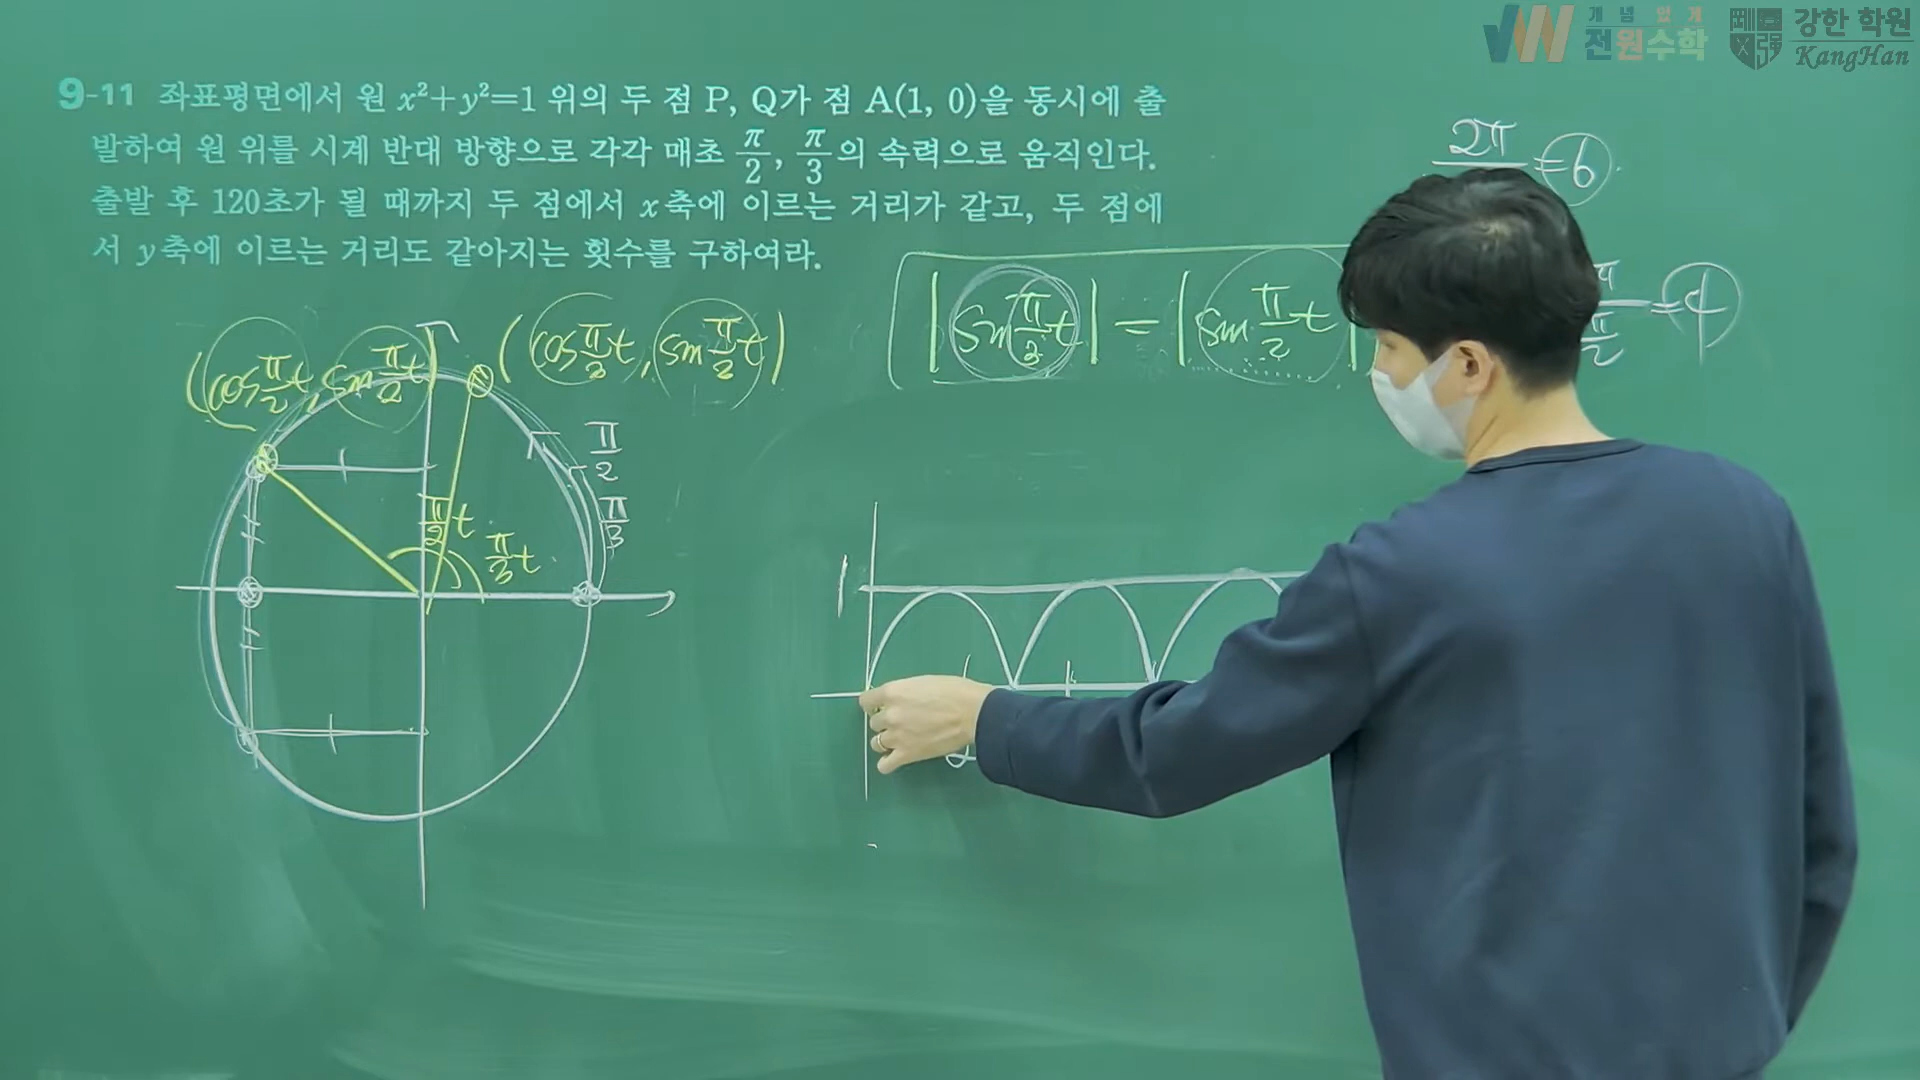 개념있게
전원수학
강한 학원
KangHan
9-11 좌표평면에서 원 x²+y²=1 위의 두 점 P, Q가 점 A(1, 0)을 동시에 출
발하여 원 위를 시계 반대 방향으로 각각 매초 π/2, π/3의 속력으로 움직인다.
출발 후 120초가 될 때까지 두 점에서 x축에 이르는 거리가 같고, 두 점에
서 y축에 이르는 거리도 같아지는 횟수를 구하여라.
2π =6
|sin π/2 t| = |sin π/2 t|
π/2 =4
(cos π/2 t, sin π/2 t)
(cos π/2 t, sin π/2 t)
π/2
π/3
π/2 t
π/3 t
1